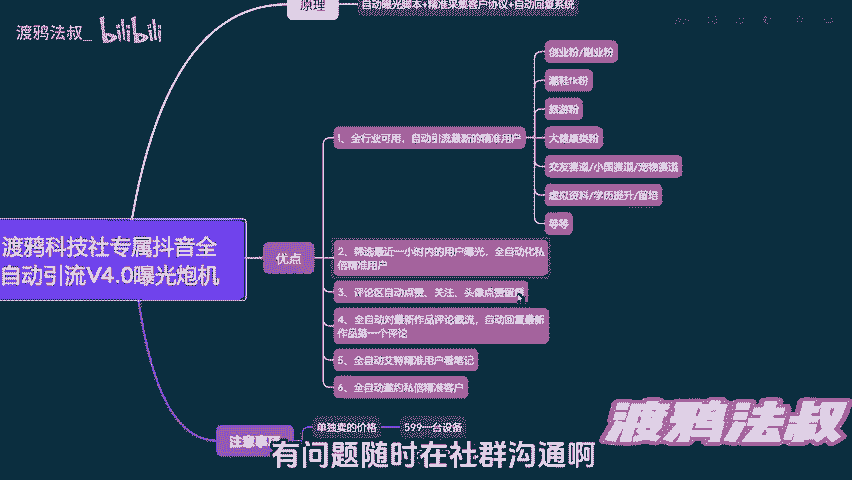 渡鸦法叔_ bilibili
原理
自动曝光脚本+精准采集客户协议+自动回复系统
创业粉/副业粉
潮鞋fk粉
旅游粉
1、全行业可用,自动引流最新的精准用户
大健康类粉
交友赛道/小国赛道/宠物赛道
虚拟资料/学历提升/留学
等等
渡鸦科技社专属抖音全
自动引流V4.0曝光炮机
优点
2、筛选最近一小时内的用户曝光,全自动化私
信精准用户
3、评论区自动点赞、关注、头像点赞留痕
4、全自动对最新作品评论截流,自动回复最新
作品第一个评论
5、全自动艾特精准用户看笔记
6、全自动邀约私信精准客户
渡鸦法叔
注意事项
单独卖的价格
599一台设备
有问题随时在社群沟通啊